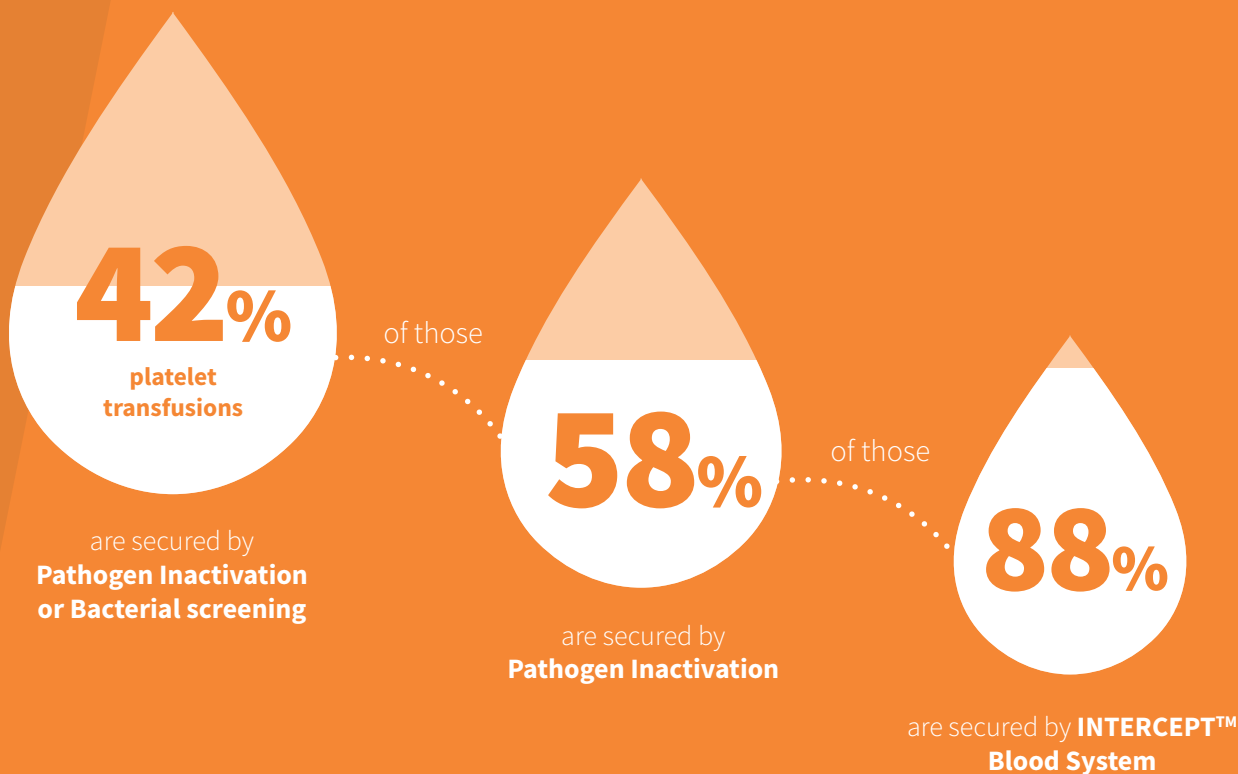 42%
platelet
transfusions
are secured by
Pathogen Inactivation
or Bacterial screening
of those
58%
are secured by
Pathogen Inactivation
of those
88%
are secured by INTERCEPT™
Blood System